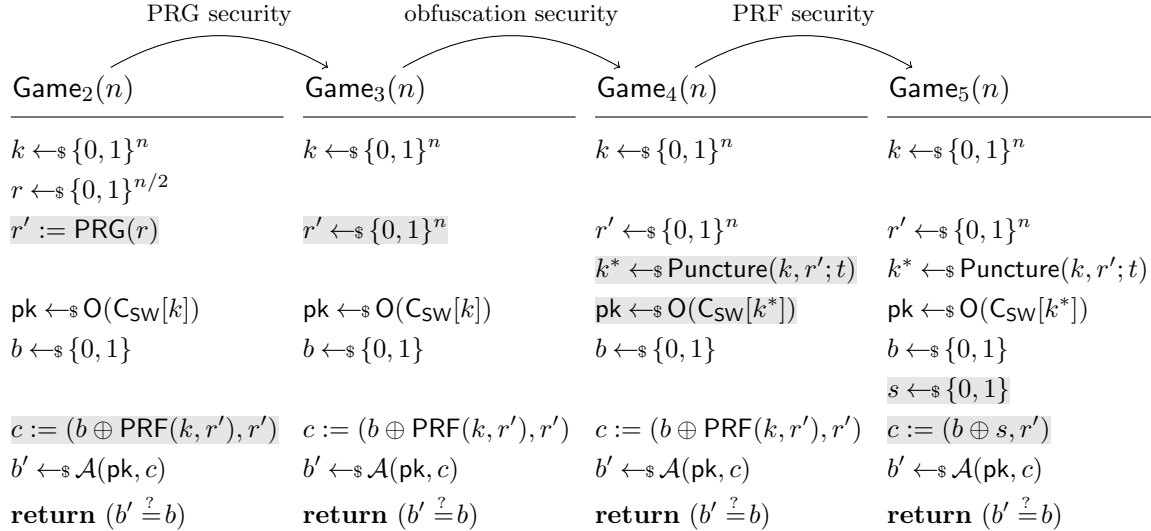 PRG security obfuscation security PRF security
Game₂(n) Game₃(n) Game₄(n) Game₅(n)
k ←$ {0, 1}ⁿ k ←$ {0, 1}ⁿ k ←$ {0, 1}ⁿ k ←$ {0, 1}ⁿ
r ←$ {0, 1}^{n/2}
r′ := PRG(r) r′ ←$ {0, 1}ⁿ r′ ←$ {0, 1}ⁿ r′ ←$ {0, 1}ⁿ
k* ←$ Puncture(k, r′; t) k* ←$ Puncture(k, r′; t)
pk ←$ O(C_SW[k]) pk ←$ O(C_SW[k]) pk ←$ O(C_SW[k*]) pk ←$ O(C_SW[k*])
b ←$ {0, 1} b ←$ {0, 1} b ←$ {0, 1} b ←$ {0, 1}
s ←$ {0, 1}
c := (b ⊕ PRF(k, r′), r′) c := (b ⊕ PRF(k, r′), r′) c := (b ⊕ PRF(k, r′), r′) c := (b ⊕ s, r′)
b′ ←$ 𝒜(pk, c) b′ ←$ 𝒜(pk, c) b′ ←$ 𝒜(pk, c) b′ ←$ 𝒜(pk, c)
return (b′ ≟ b) return (b′ ≟ b) return (b′ ≟ b) return (b′ ≟ b)